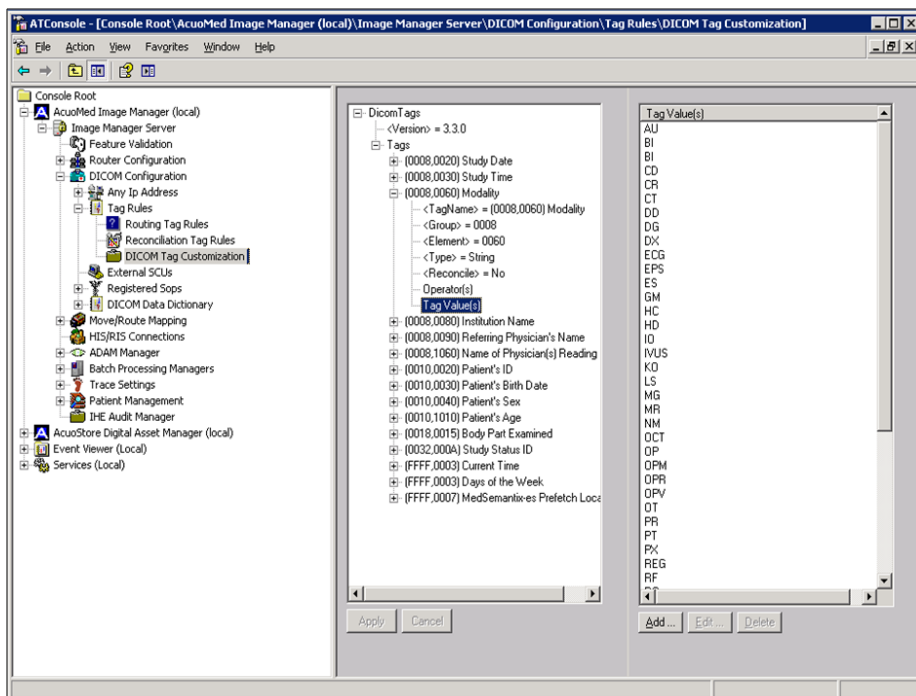 ATConsole - [Console Root\AcuoMed Image Manager (local)\Image Manager Server\DICOM Configuration\Tag Rules\DICOM Tag Customization]
File Action View Favorites Window Help
Console Root
AcuoMed Image Manager (local)
Image Manager Server
Feature Validation
Router Configuration
DICOM Configuration
Any Ip Address
Tag Rules
Routing Tag Rules
Reconciliation Tag Rules
DICOM Tag Customization
External SCUs
Registered Sops
DICOM Data Dictionary
Move/Route Mapping
HIS/RIS Connections
ADAM Manager
Batch Processing Managers
Trace Settings
Patient Management
IHE Audit Manager
AcuoStore Digital Asset Manager (local)
Event Viewer (Local)
Services (Local)
DicomTags
<Version> = 3.3.0
Tags
(0008,0020) Study Date
(0008,0030) Study Time
(0008,0060) Modality
<TagName> = (0008,0060) Modality
<Group> = 0008
<Element> = 0060
<Type> = String
<Reconcile> = No
Operator(s)
Tag Value(s)
(0008,0080) Institution Name
(0008,0090) Referring Physician's Name
(0008,1060) Name of Physician(s) Reading
(0010,0020) Patient's ID
(0010,0030) Patient's Birth Date
(0010,0040) Patient's Sex
(0010,1010) Patient's Age
(0018,0015) Body Part Examined
(0032,000A) Study Status ID
(FFFF,0003) Current Time
(FFFF,0003) Days of the Week
(FFFF,0007) MedSemantix-es Prefetch Loca
Apply Cancel
Tag Value(s)
AU
BI
BI
CD
CR
CT
DD
DG
DX
ECG
EPS
ES
GM
HC
HD
IO
IVUS
KO
LS
MG
MR
NM
OCT
OP
OPM
OPR
OPV
OT
PR
PT
PX
REG
RF
Add ... Edit ... Delete